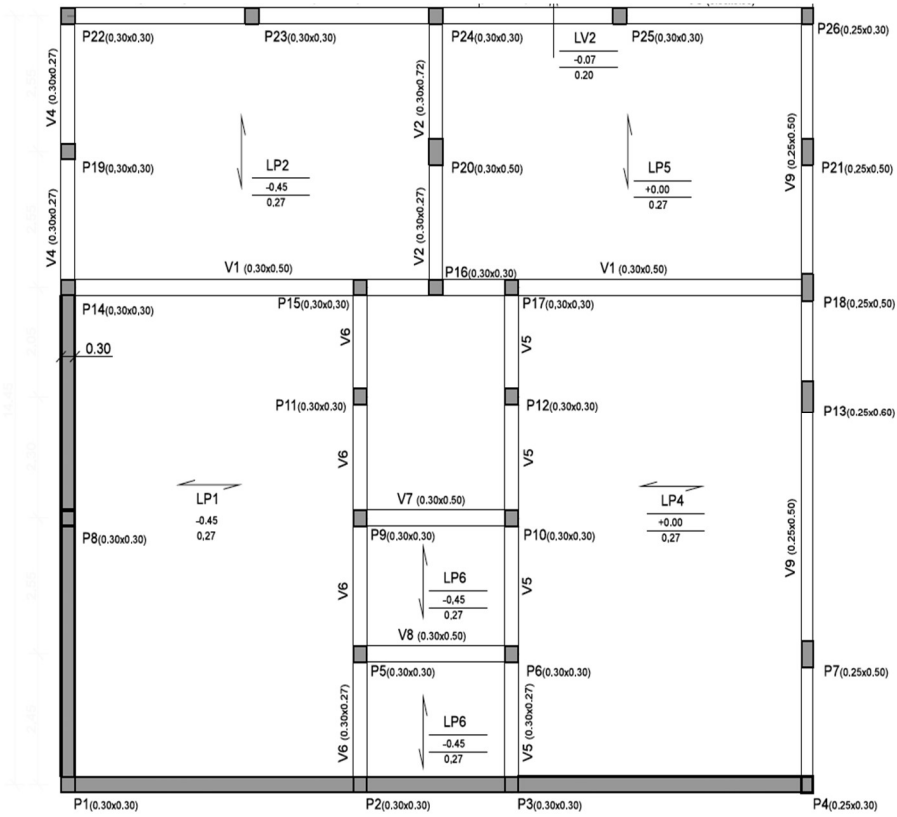 P22(0,30x0,30)
P23(0,30x0,30)
P24(0,30x0,30)
LV2
-0.07
0.20
P25(0,30x0,30)
P26(0.25x0.30)
V4 (0.30x0.27)
V2 (0.30x0.72)
V9 (0.25x0.50)
P19(0,30x0,30)
LP2
-0,45
0,27
P20(0,30x0,50)
LP5
+0.00
0.27
P21(0,25x0,50)
V4 (0.30x0.27)
V2 (0.30x0.27)
V1 (0.30x0.50)
P16(0.30x0.30)
V1 (0.30x0.50)
P14(0,30x0,30)
P15(0,30x0,30)
P17(0,30x0,30)
P18(0,25x0,50)
0.30
V6
V5
P11(0.30x0.30)
P12(0.30x0.30)
P13(0.25x0.60)
V6
V5
LP1
-0.45
0,27
V7 (0.30x0.50)
LP4
+0.00
0,27
V9 (0.25x0.50)
P8(0.30x0.30)
P9(0.30x0.30)
P10(0.30x0.30)
V6
LP6
-0,45
0,27
V5
V8 (0.30x0.50)
P5(0.30x0.30)
P6(0.30x0.30)
P7(0.25x0.50)
V6 (0.30x0.27)
LP6
-0.45
0,27
V5 (0.30x0.27)
P1(0.30x0.30)
P2(0.30x0.30)
P3(0.30x0.30)
P4(0.25x0.30)